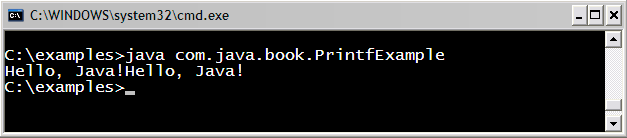 C:\WINDOWS\system32\cmd.exe
C:\examples>java com.java.book.PrintfExample
Hello, Java!Hello, Java!
C:\examples>_